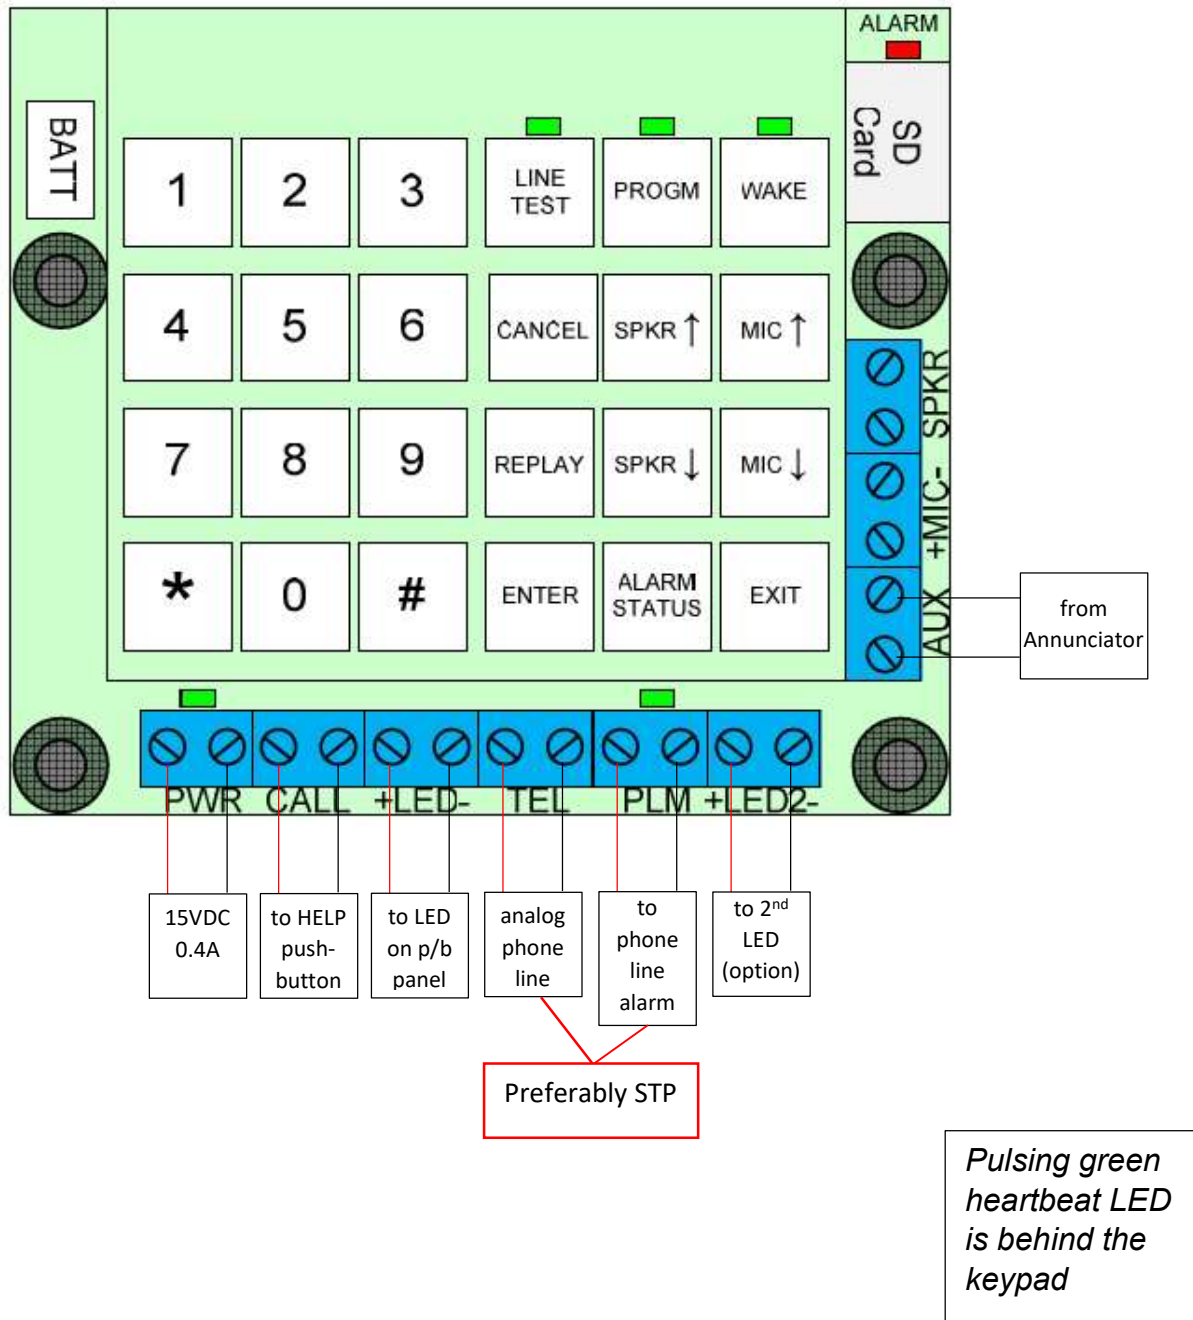 ALARM
SD
Card
BATT
1
2
3
LINE
TEST
PROGM
WAKE
4
5
6
CANCEL
SPKR ↑
MIC ↑
7
8
9
REPLAY
SPKR ↓
MIC ↓
*
0
#
ENTER
ALARM
STATUS
EXIT
SPKR
+MIC-
AUX
from
Annunciator
PWR
CALL
+LED-
TEL
PLM
+LED2-
15VDC
0.4A
to HELP
push-
button
to LED
on p/b
panel
analog
phone
line
to
phone
line
alarm
to 2nd
LED
(option)
Preferably STP
Pulsing green
heartbeat LED
is behind the
keypad